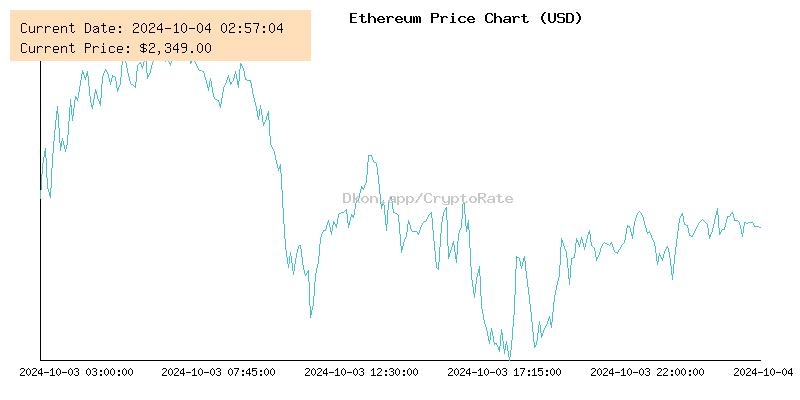 Ethereum Price Chart (USD)
Current Date: 2024-10-04 02:57:04
Current Price: $2,349.00
Dkon.app/CryptoRate
2024-10-03 03:00:00 2024-10-03 07:45:00 2024-10-03 12:30:00 2024-10-03 17:15:00 2024-10-03 22:00:00 2024-10-04